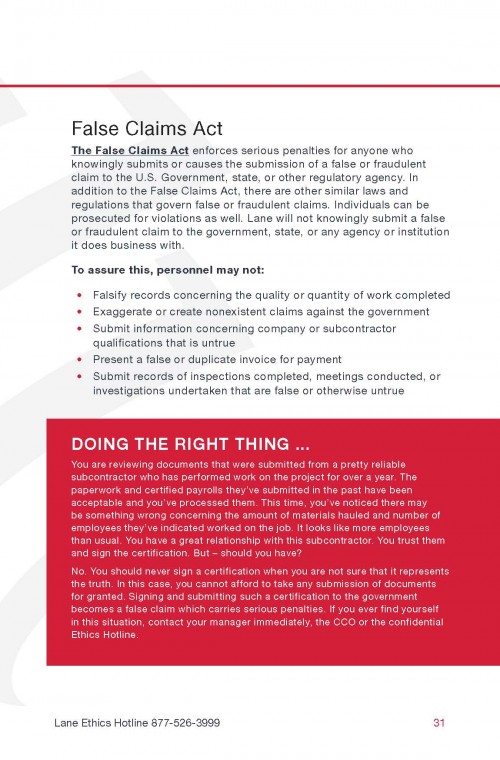 False Claims Act
The False Claims Act enforces serious penalties for anyone who
knowingly submits or causes the submission of a false or fraudulent
claim to the U.S. Government, state, or other regulatory agency. In
addition to the False Claims Act, there are other similar laws and
regulations that govern false or fraudulent claims. Individuals can be
prosecuted for violations as well. Lane will not knowingly submit a false
or fraudulent claim to the government, state, or any agency or institution
it does business with.
To assure this, personnel may not:
• Falsify records concerning the quality or quantity of work completed
• Exaggerate or create nonexistent claims against the government
• Submit information concerning company or subcontractor
qualifications that is untrue
• Present a false or duplicate invoice for payment
• Submit records of inspections completed, meetings conducted, or
investigations undertaken that are false or otherwise untrue
DOING THE RIGHT THING ...
You are reviewing documents that were submitted from a pretty reliable
subcontractor who has performed work on the project for over a year. The
paperwork and certified payrolls they've submitted in the past have been
acceptable and you've processed them. This time, you've noticed there may
be something wrong concerning the amount of materials hauled and number of
employees they've indicated worked on the job. It looks like more employees
than usual. You have a great relationship with this subcontractor. You trust them
and sign the certification. But – should you have?
No. You should never sign a certification when you are not sure that it represents
the truth. In this case, you cannot afford to take any submission of documents
for granted. Signing and submitting such a certification to the government
becomes a false claim which carries serious penalties. If you ever find yourself
in this situation, contact your manager immediately, the CCO or the confidential
Ethics Hotline.
Lane Ethics Hotline 877-526-3999
31